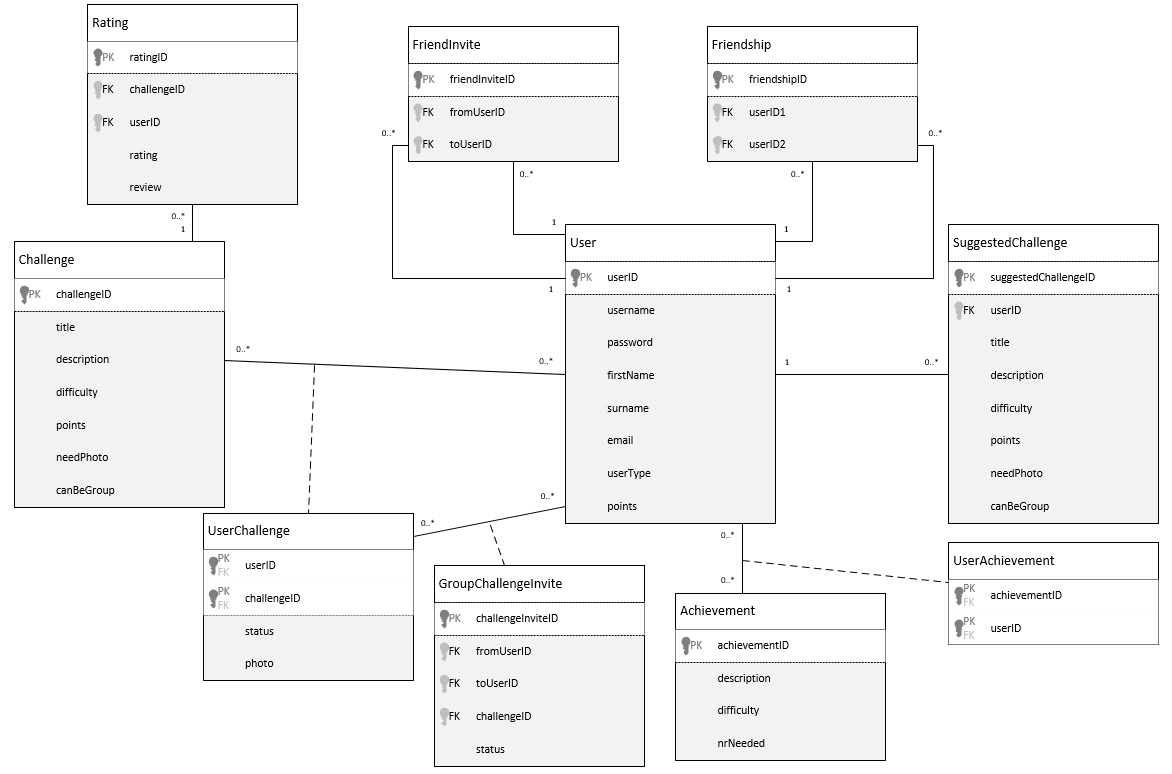 Rating
PK ratingID
FK challengeID
FK userID
rating
review
0..*
1
FriendInvite
PK friendInviteID
FK fromUserID
FK toUserID
0..*
0..*
1
1
Friendship
PK friendshipID
FK userID1
FK userID2
0..*
0..*
1
1
Challenge
PK challengeID
title
description
difficulty
points
needPhoto
canBeGroup
0..*
0..*
User
PK userID
username
password
firstName
surname
email
userType
points
1
0..*
SuggestedChallenge
PK suggestedChallengeID
FK userID
title
description
difficulty
points
needPhoto
canBeGroup
UserChallenge
PK FK userID
PK FK challengeID
status
photo
0..*
0..*
GroupChallengeInvite
PK challengeInviteID
FK fromUserID
FK toUserID
FK challengeID
status
0..*
0..*
Achievement
PK achievementID
description
difficulty
nrNeeded
UserAchievement
PK FK achievementID
PK FK userID